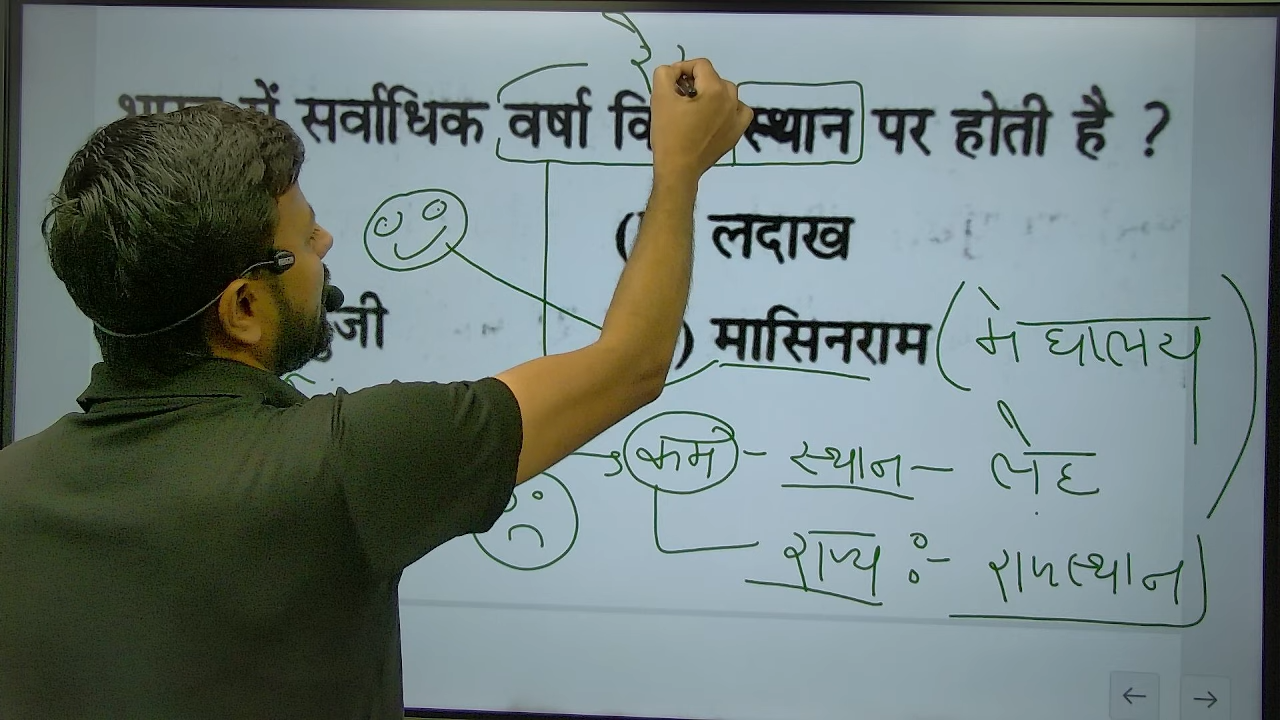 में सर्वाधिक वर्षा स्थान पर होती है ?
लदाख
जी ) मासिनराम (मेघालय)
कम - स्थान - लेह
राज्य :- राजस्थान